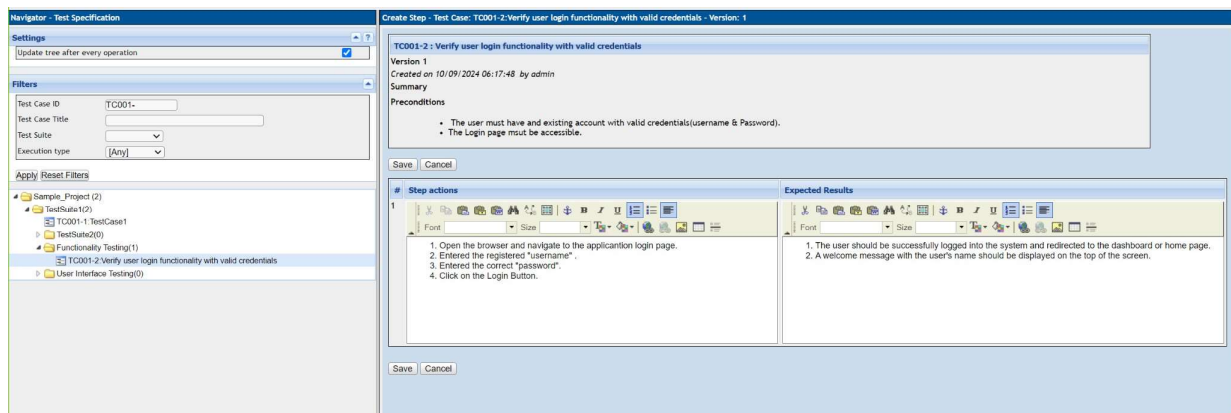 Navigator - Test Specification
Settings
?
Update tree after every operation
Filters
Test Case ID TC001-
Test Case Title
Test Suite
Execution type [Any]
Apply Reset Filters
Sample_Project (2)
TestSuite1(2)
TC001-1:TestCase1
TestSuite2(0)
Functionality Testing(1)
TC001-2:Verify user login functionality with valid credentials
User Interface Testing(0)
Create Step - Test Case: TC001-2:Verify user login functionality with valid credentials - Version: 1
TC001-2 : Verify user login functionality with valid credentials
Version 1
Created on 10/09/2024 06:17:48 by admin
Summary
Preconditions
• The user must have and existing account with valid credentials(username & Password).
• The Login page msut be accessible.
Save Cancel
# Step actions Expected Results
1
B I U
Font Size
1. Open the browser and navigate to the applicantion login page.
2. Entered the registered "username" .
3. Entered the correct "password".
4. Click on the Login Button.
B I U
Font Size
1. The user should be successfully logged into the system and redirected to the dashboard or home page.
2. A welcome message with the user's name should be displayed on the top of the screen.
Save Cancel